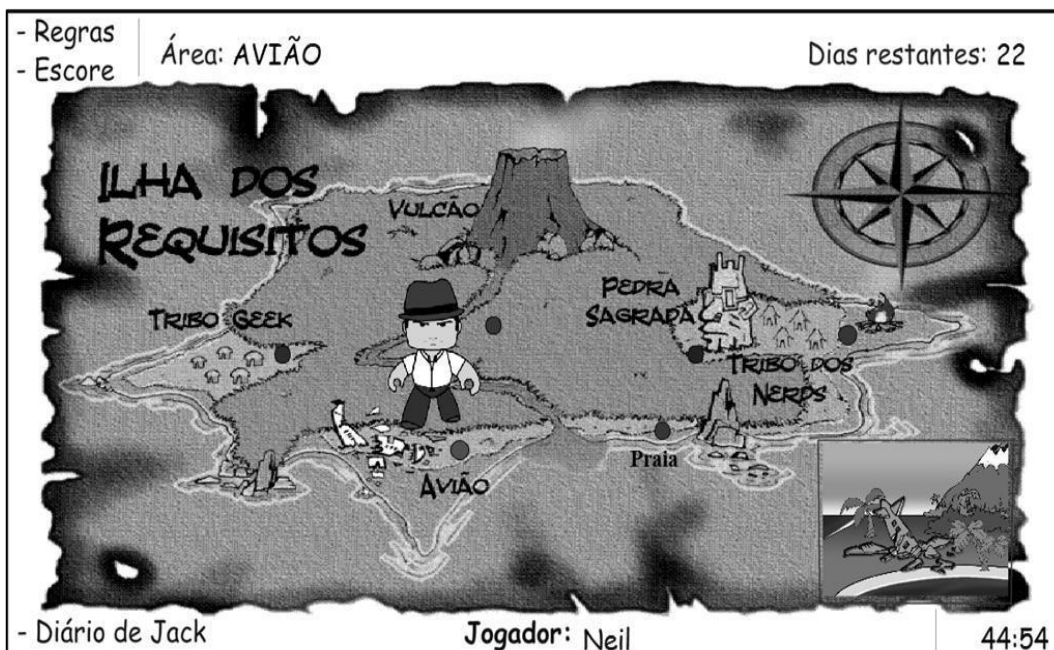 - Regras
- Escore
Área: AVIÃO
Dias restantes: 22
ILHA DOS
REQUISITOS
VULCÃO
PEDRA
SAGRADA
TRIBO GEEK
TRIBO DOS
NERDS
Praia
AVIÃO
- Diário de Jack
Jogador: Neil
44:54